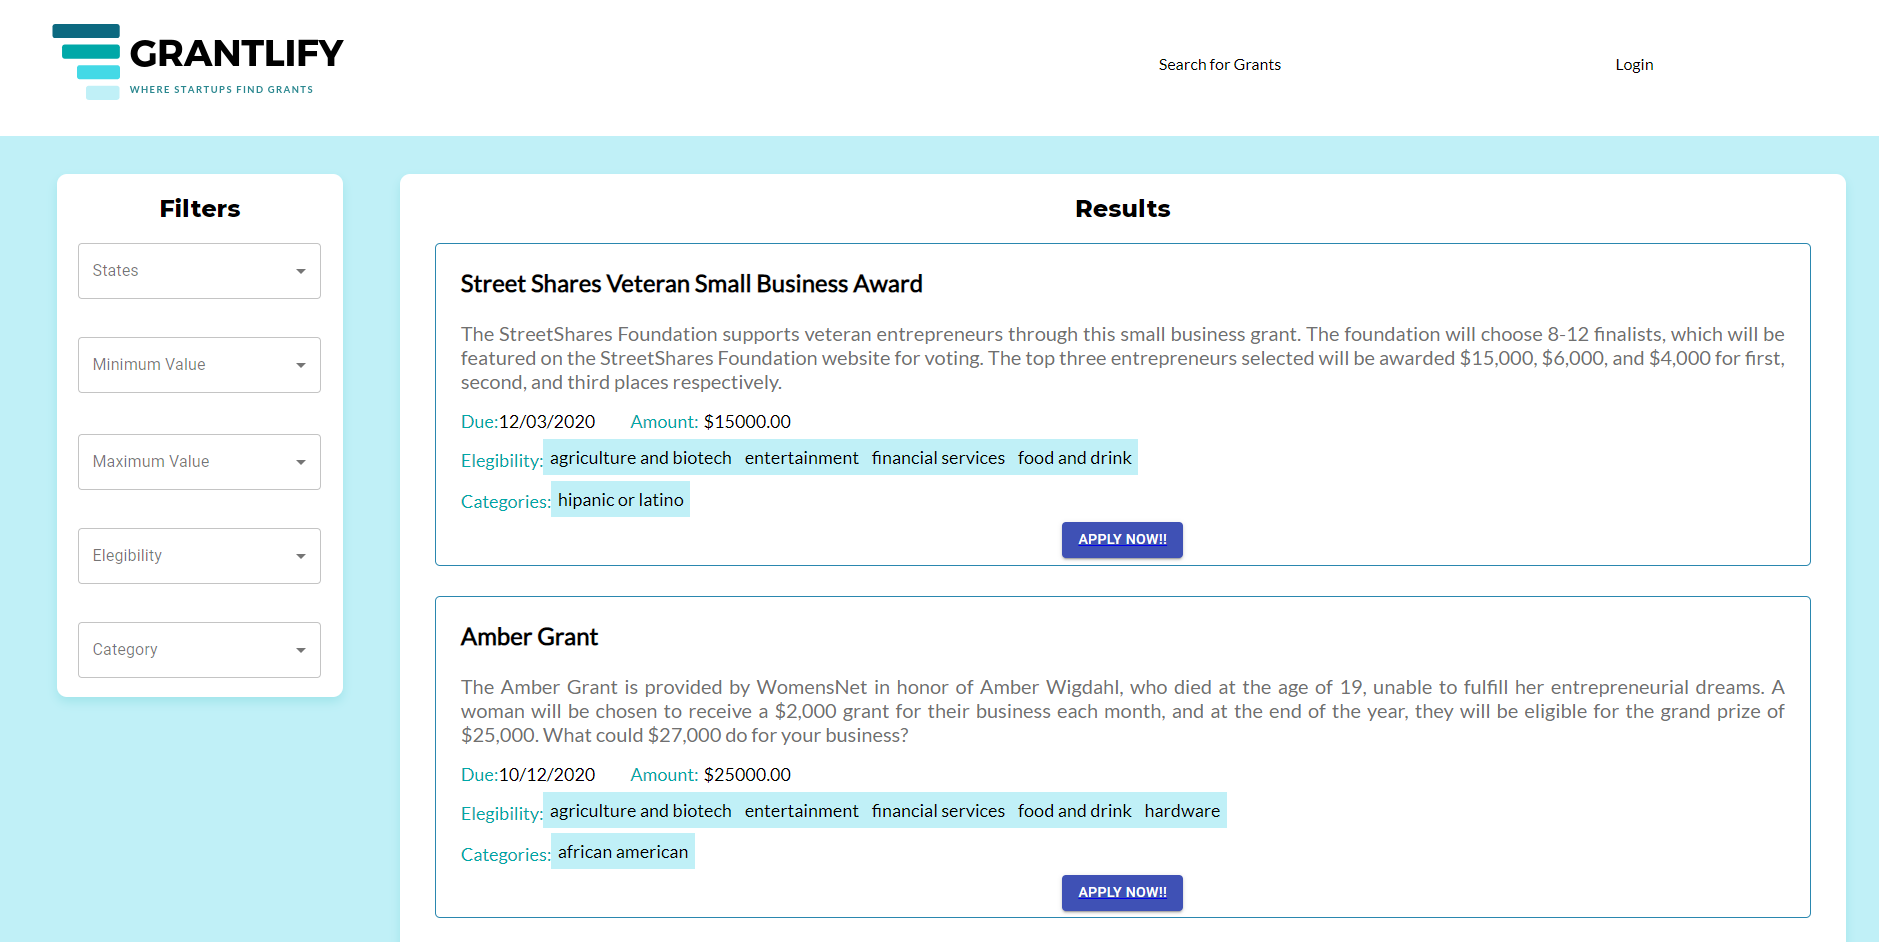 GRANTLIFY
WHERE STARTUPS FIND GRANTS
Search for Grants
Login
Filters
States
Minimum Value
Maximum Value
Elegibility
Category
Results
Street Shares Veteran Small Business Award
The StreetShares Foundation supports veteran entrepreneurs through this small business grant. The foundation will choose 8-12 finalists, which will be
featured on the StreetShares Foundation website for voting. The top three entrepreneurs selected will be awarded $15,000, $6,000, and $4,000 for first,
second, and third places respectively.
Due:12/03/2020 Amount: $15000.00
Elegibility: agriculture and biotech entertainment financial services food and drink
Categories: hipanic or latino
APPLY NOW!!
Amber Grant
The Amber Grant is provided by WomensNet in honor of Amber Wigdahl, who died at the age of 19, unable to fulfill her entrepreneurial dreams. A
woman will be chosen to receive a $2,000 grant for their business each month, and at the end of the year, they will be eligible for the grand prize of
$25,000. What could $27,000 do for your business?
Due:10/12/2020 Amount: $25000.00
Elegibility: agriculture and biotech entertainment financial services food and drink hardware
Categories: african american
APPLY NOW!!